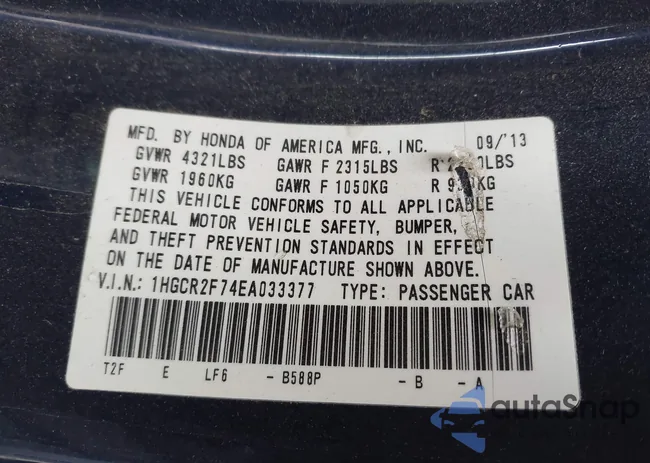 MFD. BY HONDA OF AMERICA MFG., INC. 09/'13
GVWR 4321LBS GAWR F 2315LBS
GVWR 1960KG GAWR F 1050KG R
THIS VEHICLE CONFORMS TO ALL APPLICABLE
FEDERAL MOTOR VEHICLE SAFETY, BUMPER,
AND THEFT PREVENTION STANDARDS IN EFFECT
ON THE DATE OF MANUFACTURE SHOWN ABOVE.
V.I.N.: 1HGCR2F74EA033377 TYPE: PASSENGER CAR
T2F E LF6 - B588P - B - A
autoSnap